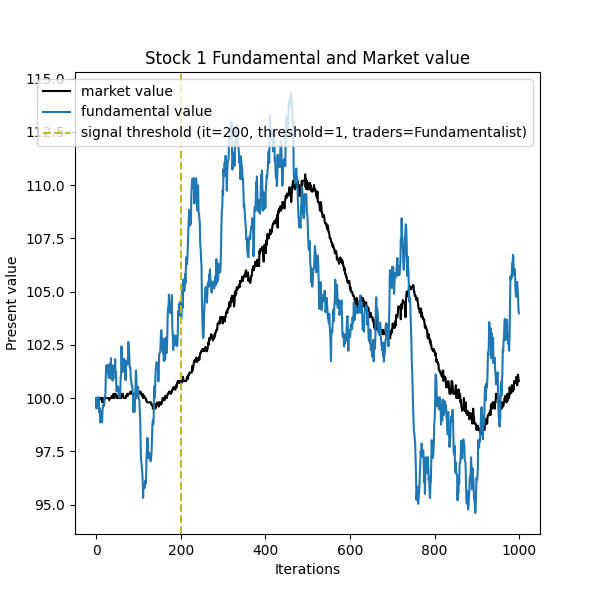 Stock 1 Fundamental and Market value
market value
fundamental value
signal threshold (it=200, threshold=1, traders=Fundamentalist)
115.0
112.5
110.0
107.5
105.0
102.5
100.0
97.5
95.0
Present value
0 200 400 600 800 1000
Iterations